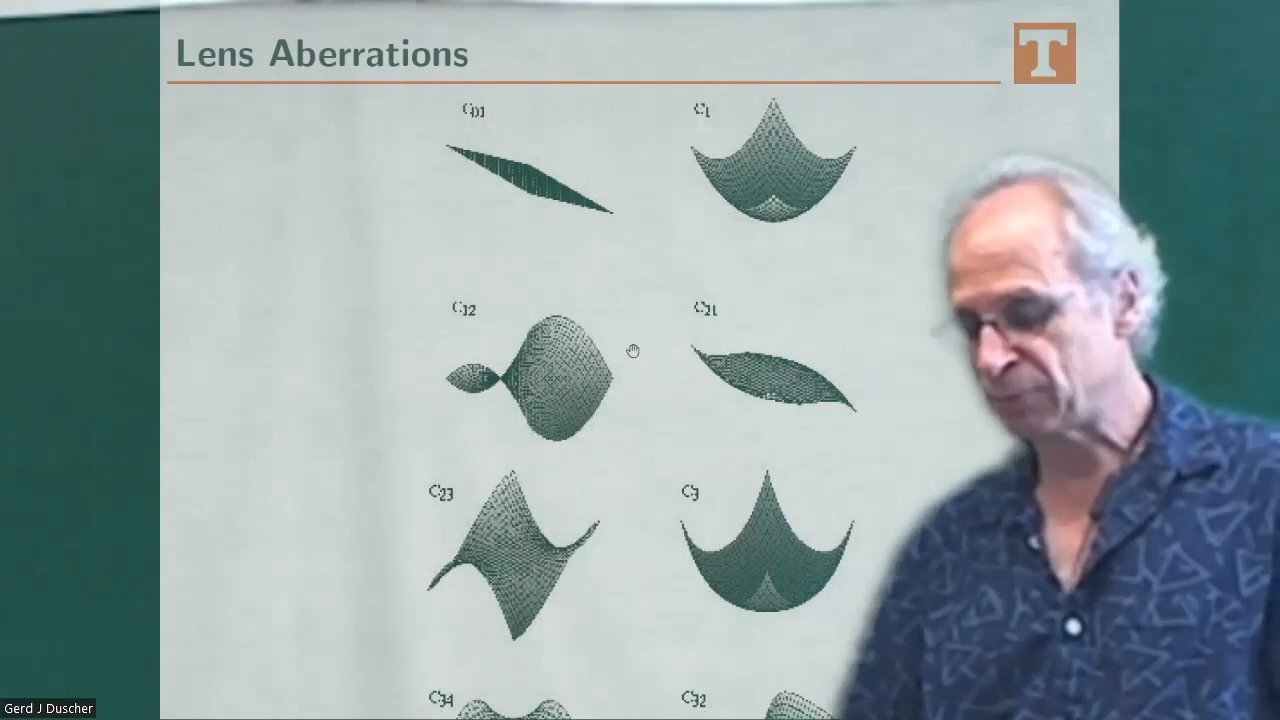 Lens Aberrations
T
C01
C1
C12
C21
C23
C3
C34
C32
Gerd J Duscher